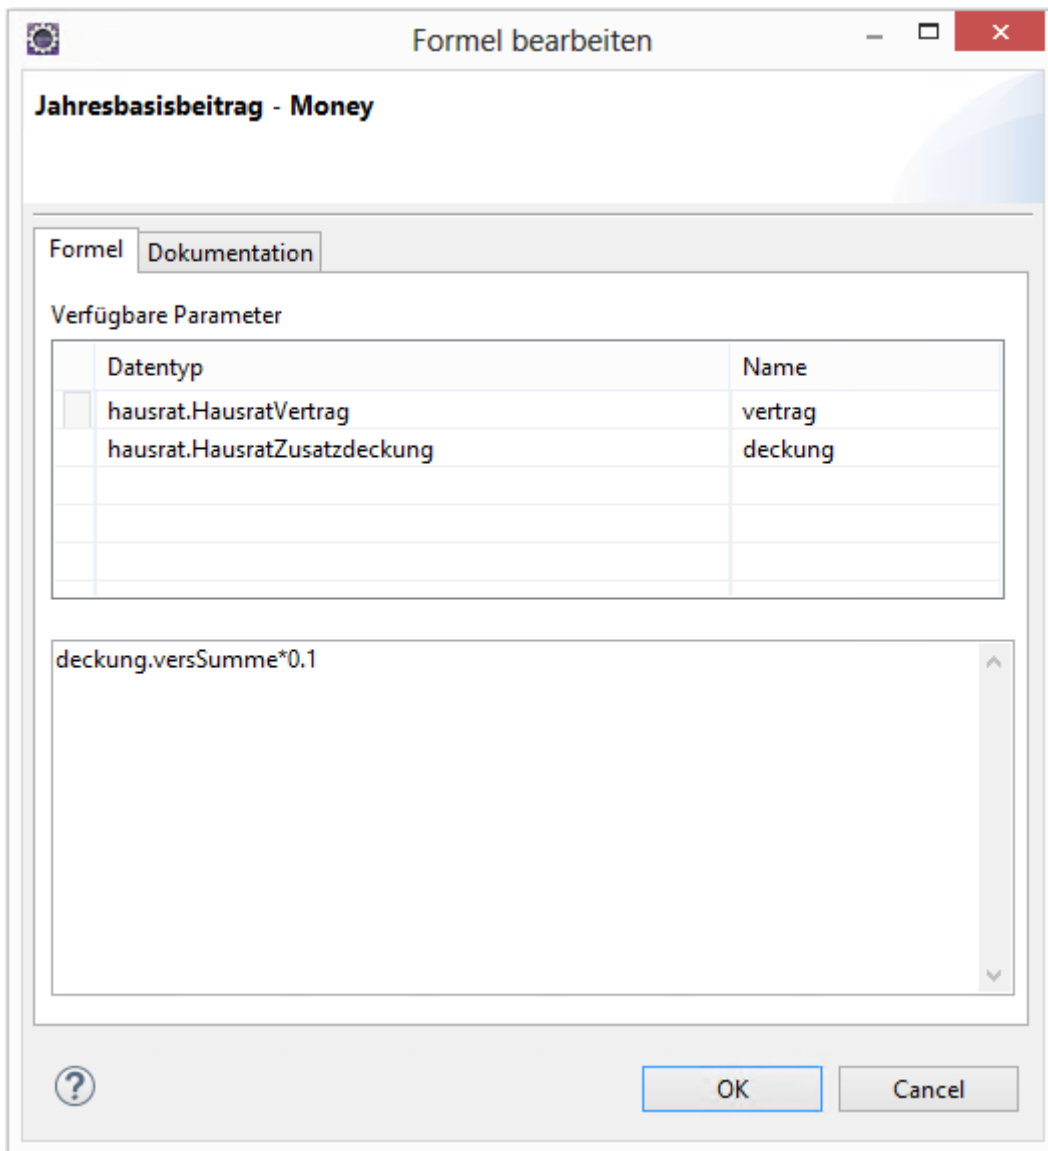 Formel bearbeiten
Jahresbasisbeitrag - Money
Formel Dokumentation
Verfügbare Parameter
Datentyp Name
hausrat.HausratVertrag vertrag
hausrat.HausratZusatzdeckung deckung
deckung.versSumme*0.1
? OK Cancel